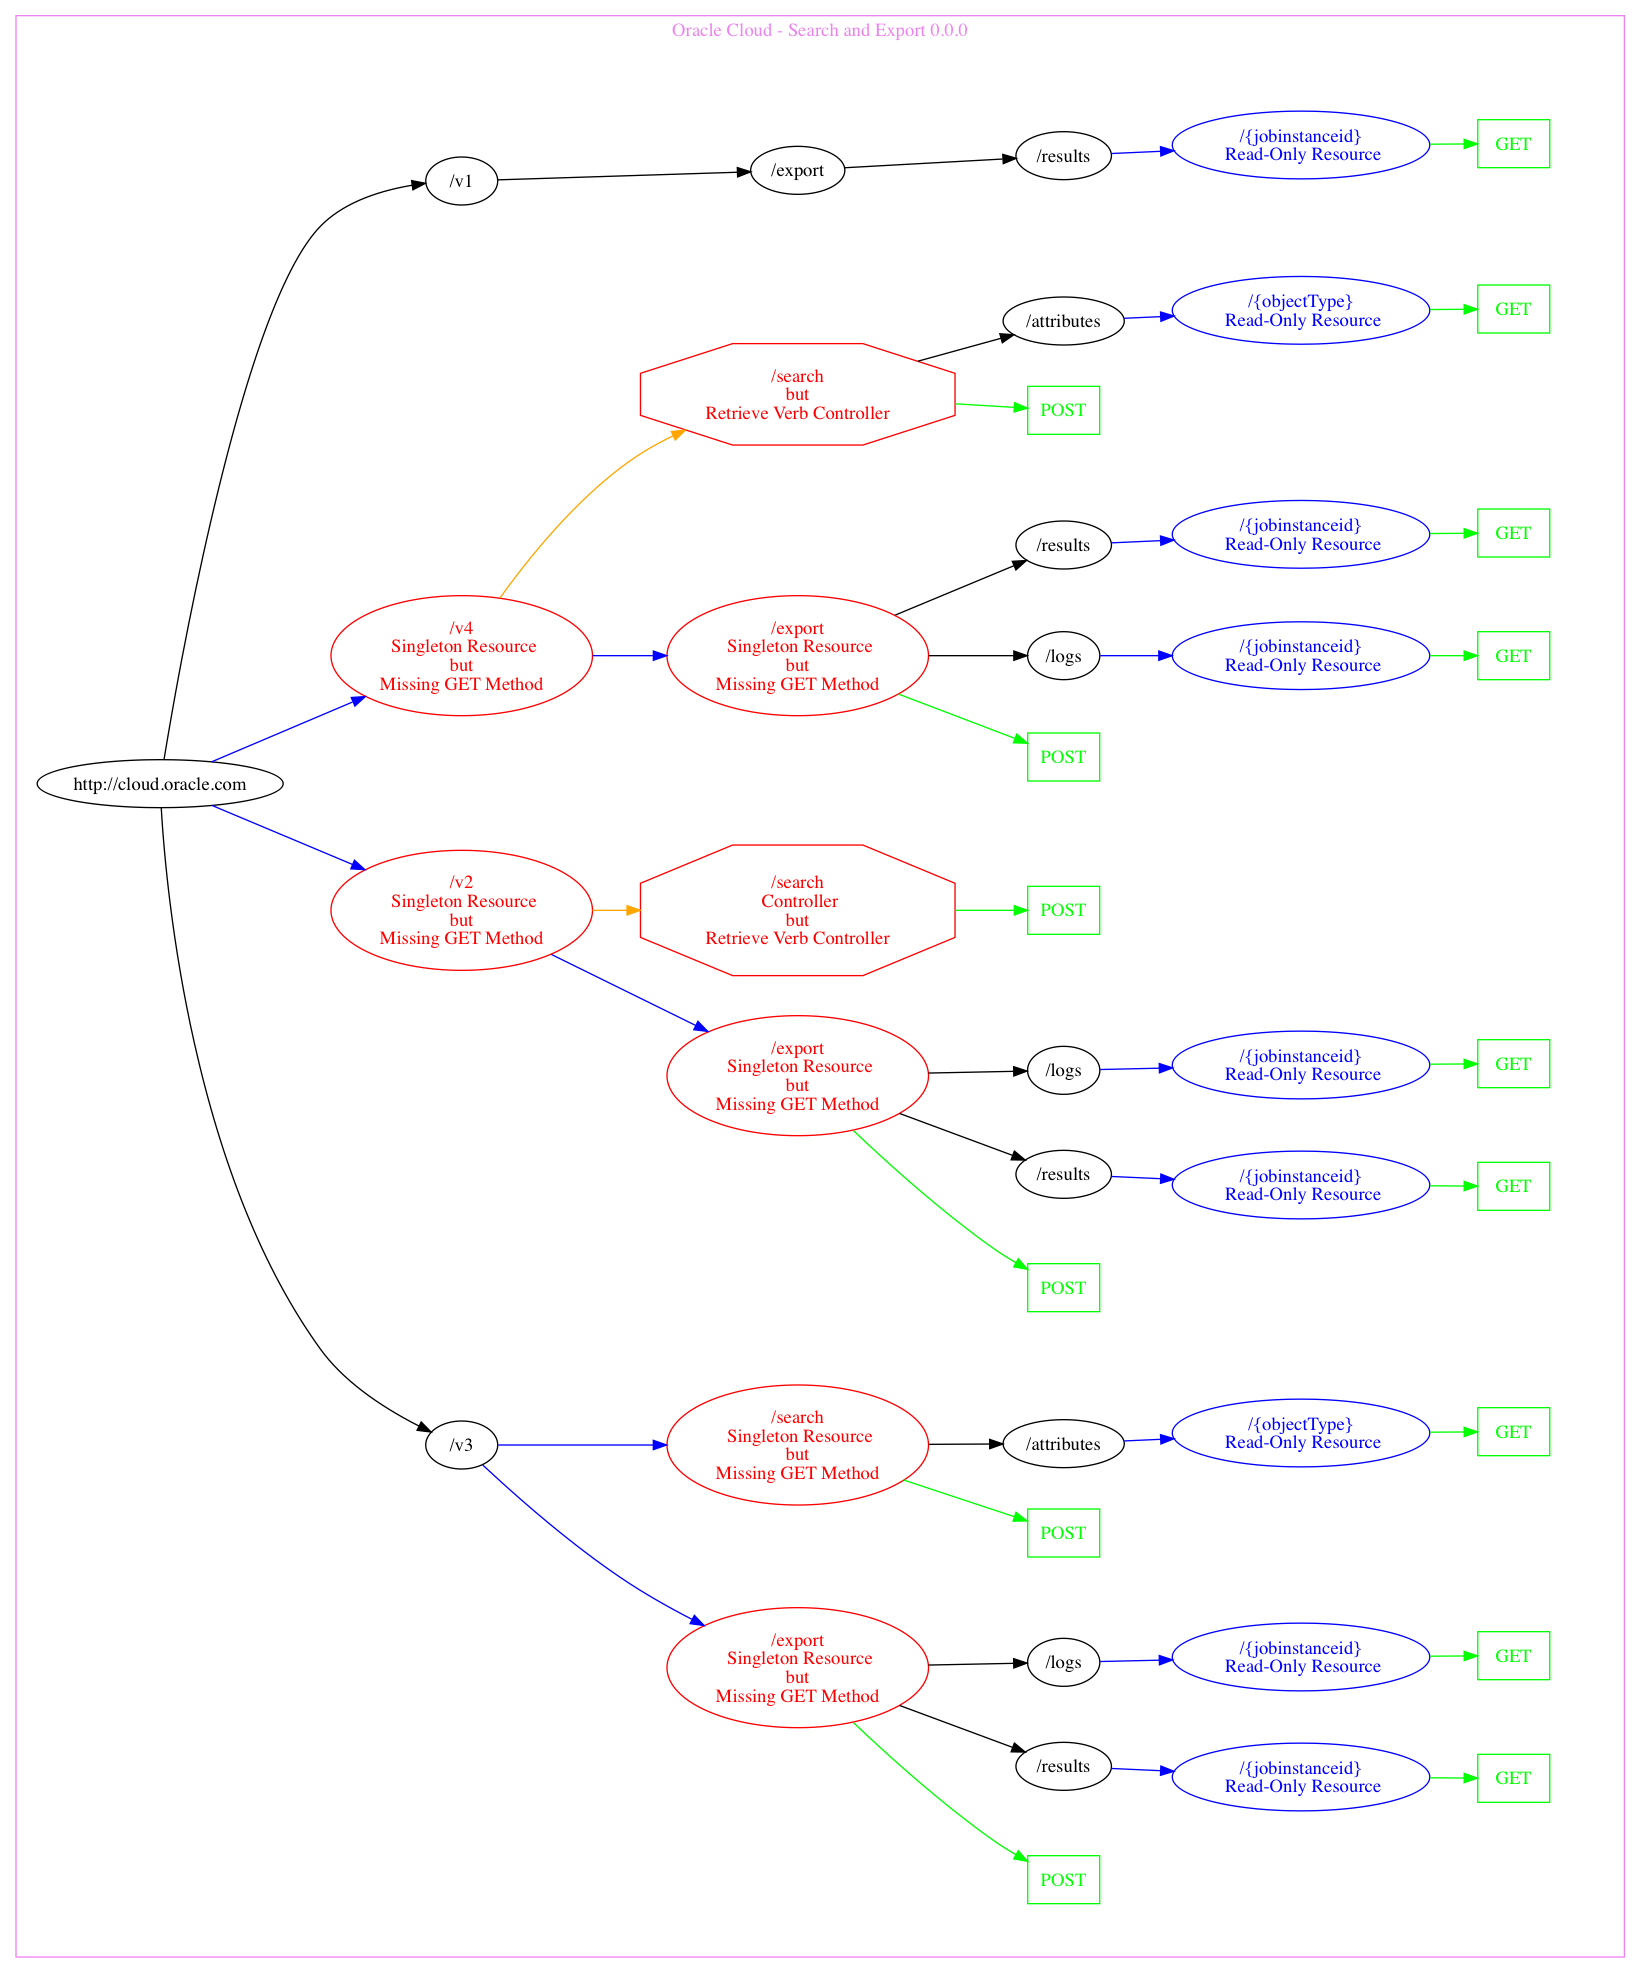 Oracle Cloud - Search and Export 0.0.0
/v1
/export
/results
/{jobinstanceid}
Read-Only Resource
GET
/attributes
/{objectType}
Read-Only Resource
GET
/search
but
Retrieve Verb Controller
POST
/results
/{jobinstanceid}
Read-Only Resource
GET
/v4
Singleton Resource
but
Missing GET Method
/export
Singleton Resource
but
Missing GET Method
/logs
/{jobinstanceid}
Read-Only Resource
GET
POST
http://cloud.oracle.com
/v2
Singleton Resource
but
Missing GET Method
/search
Controller
but
Retrieve Verb Controller
POST
/export
Singleton Resource
but
Missing GET Method
/logs
/{jobinstanceid}
Read-Only Resource
GET
/results
/{jobinstanceid}
Read-Only Resource
GET
POST
/v3
/search
Singleton Resource
but
Missing GET Method
/attributes
/{objectType}
Read-Only Resource
GET
POST
/export
Singleton Resource
but
Missing GET Method
/logs
/{jobinstanceid}
Read-Only Resource
GET
/results
/{jobinstanceid}
Read-Only Resource
GET
POST